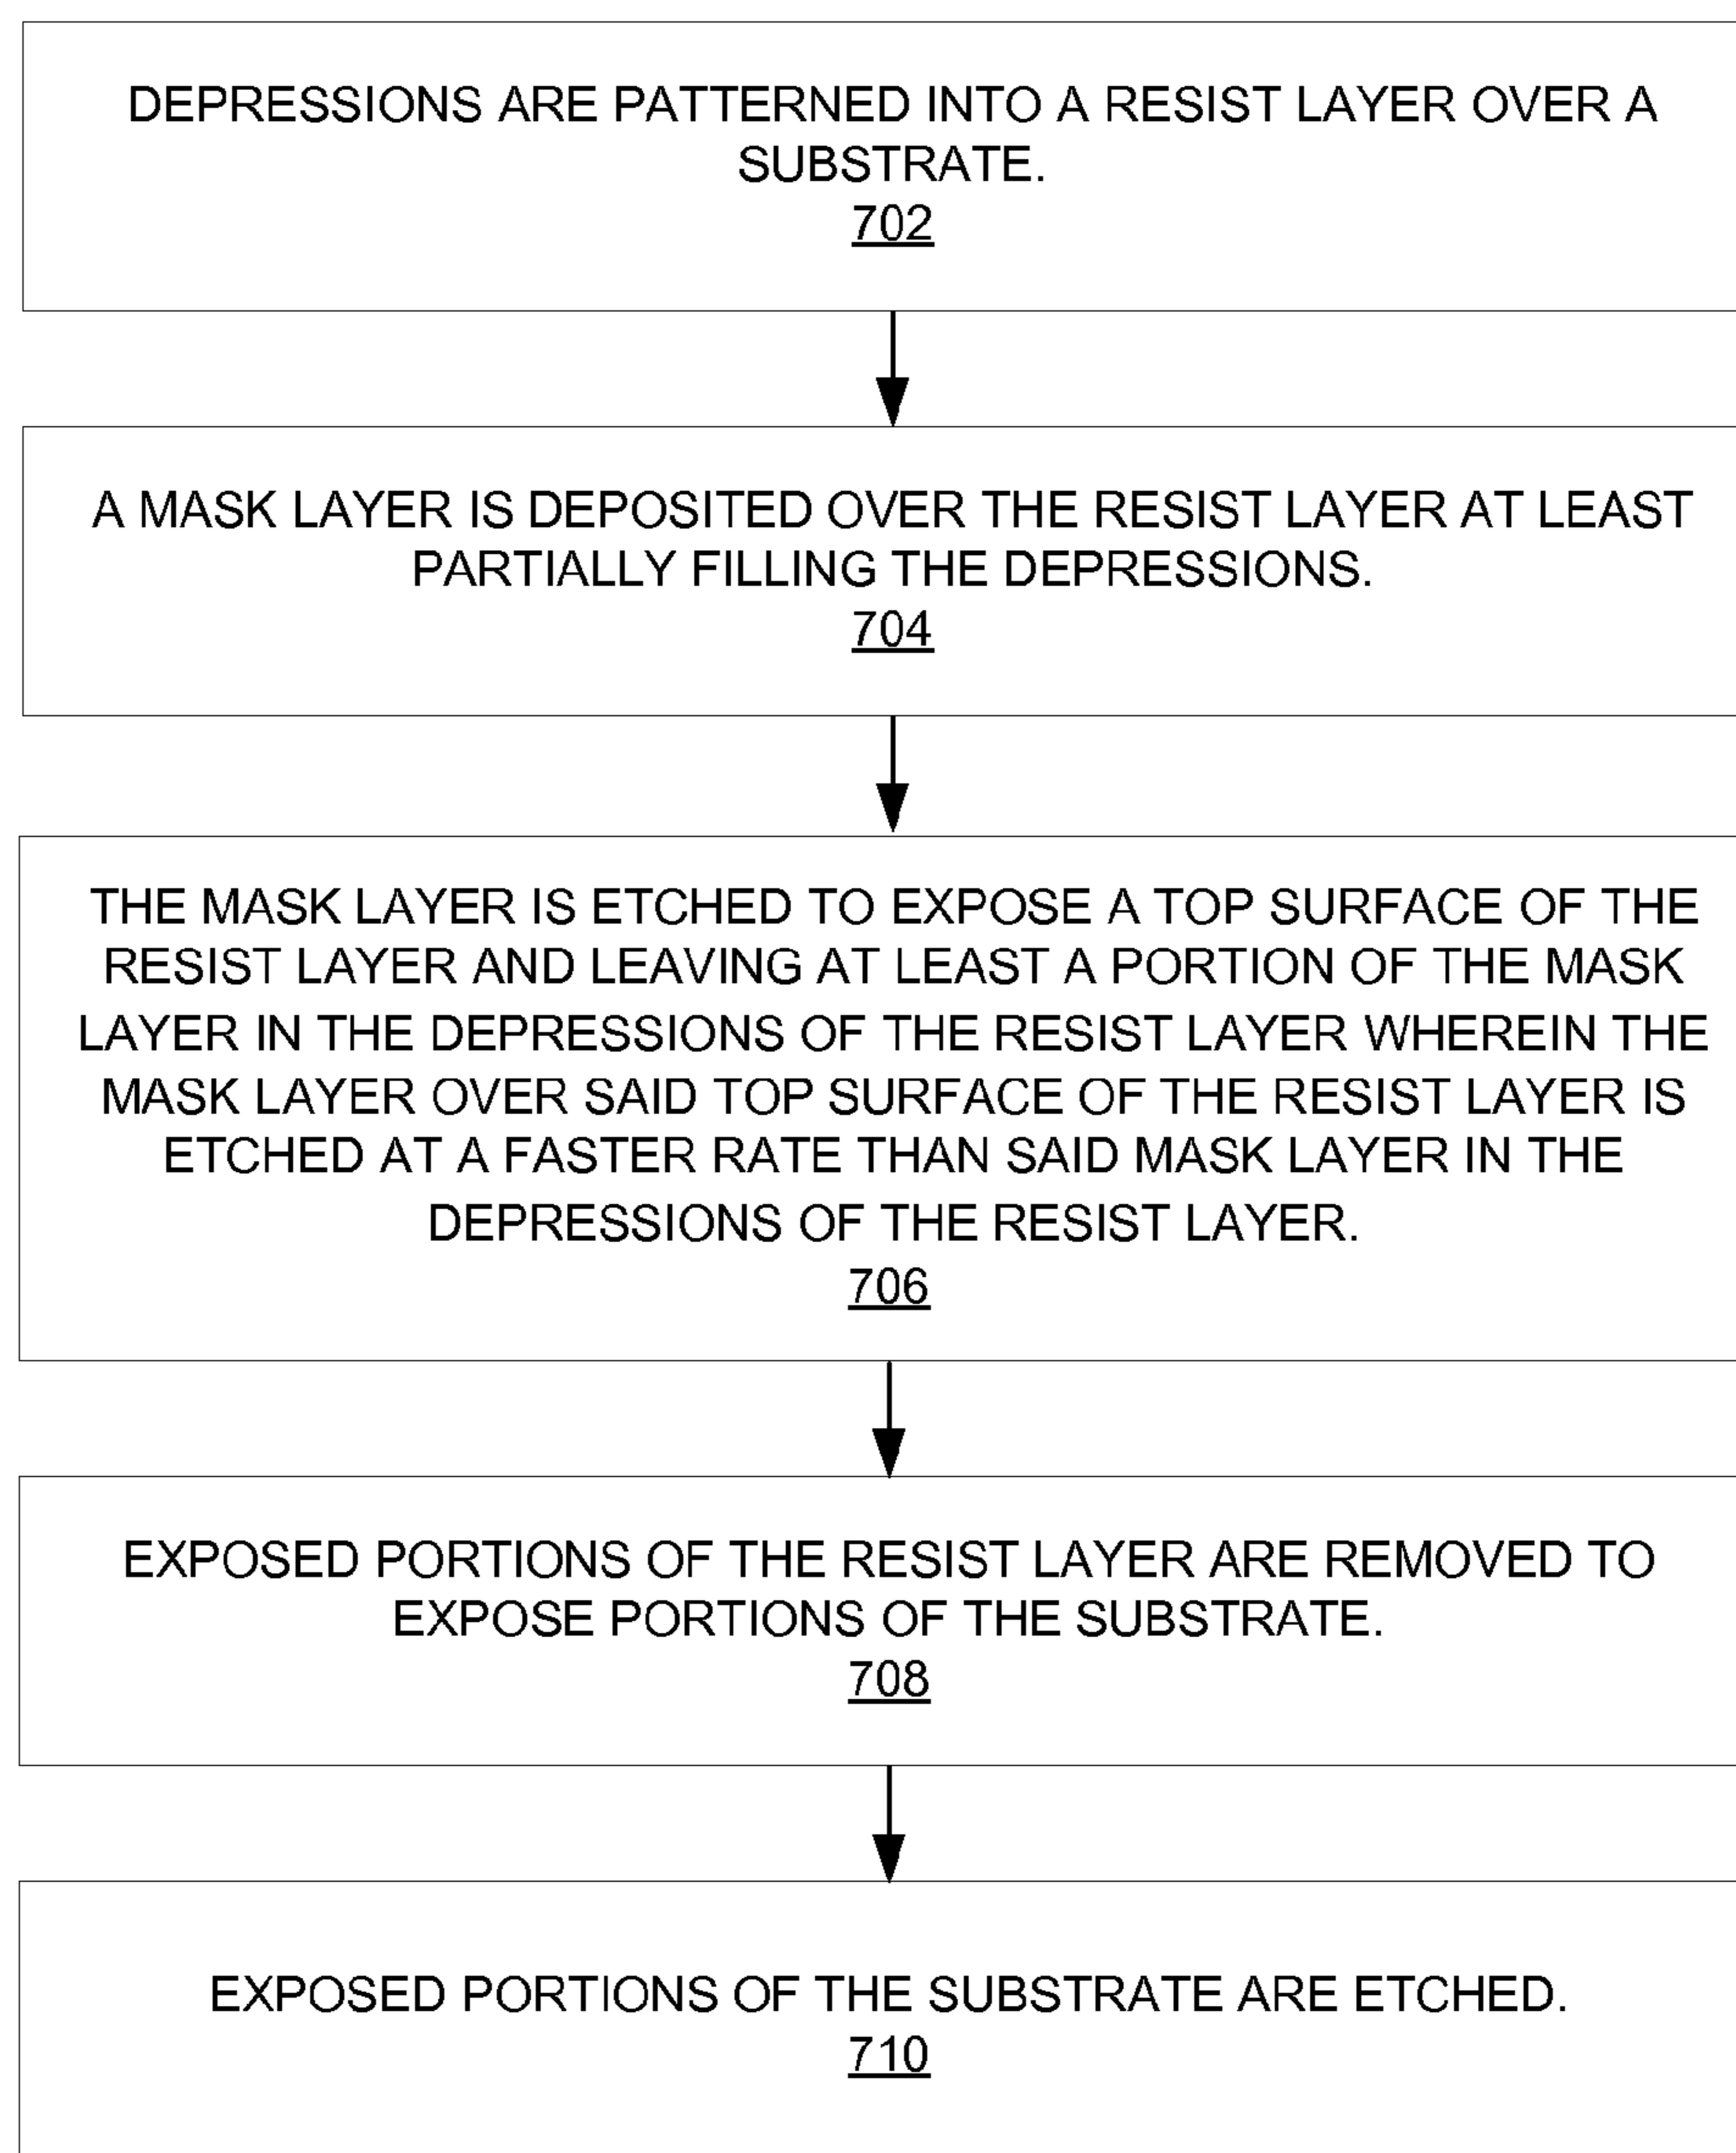 DEPRESSIONS ARE PATTERNED INTO A RESIST LAYER OVER A
SUBSTRATE.
702
A MASK LAYER IS DEPOSITED OVER THE RESIST LAYER AT LEAST
PARTIALLY FILLING THE DEPRESSIONS.
704
THE MASK LAYER IS ETCHED TO EXPOSE A TOP SURFACE OF THE
RESIST LAYER AND LEAVING AT LEAST A PORTION OF THE MASK
LAYER IN THE DEPRESSIONS OF THE RESIST LAYER WHEREIN THE
MASK LAYER OVER SAID TOP SURFACE OF THE RESIST LAYER IS
ETCHED AT A FASTER RATE THAN SAID MASK LAYER IN THE
DEPRESSIONS OF THE RESIST LAYER.
706
EXPOSED PORTIONS OF THE RESIST LAYER ARE REMOVED TO
EXPOSE PORTIONS OF THE SUBSTRATE.
708
EXPOSED PORTIONS OF THE SUBSTRATE ARE ETCHED.
710